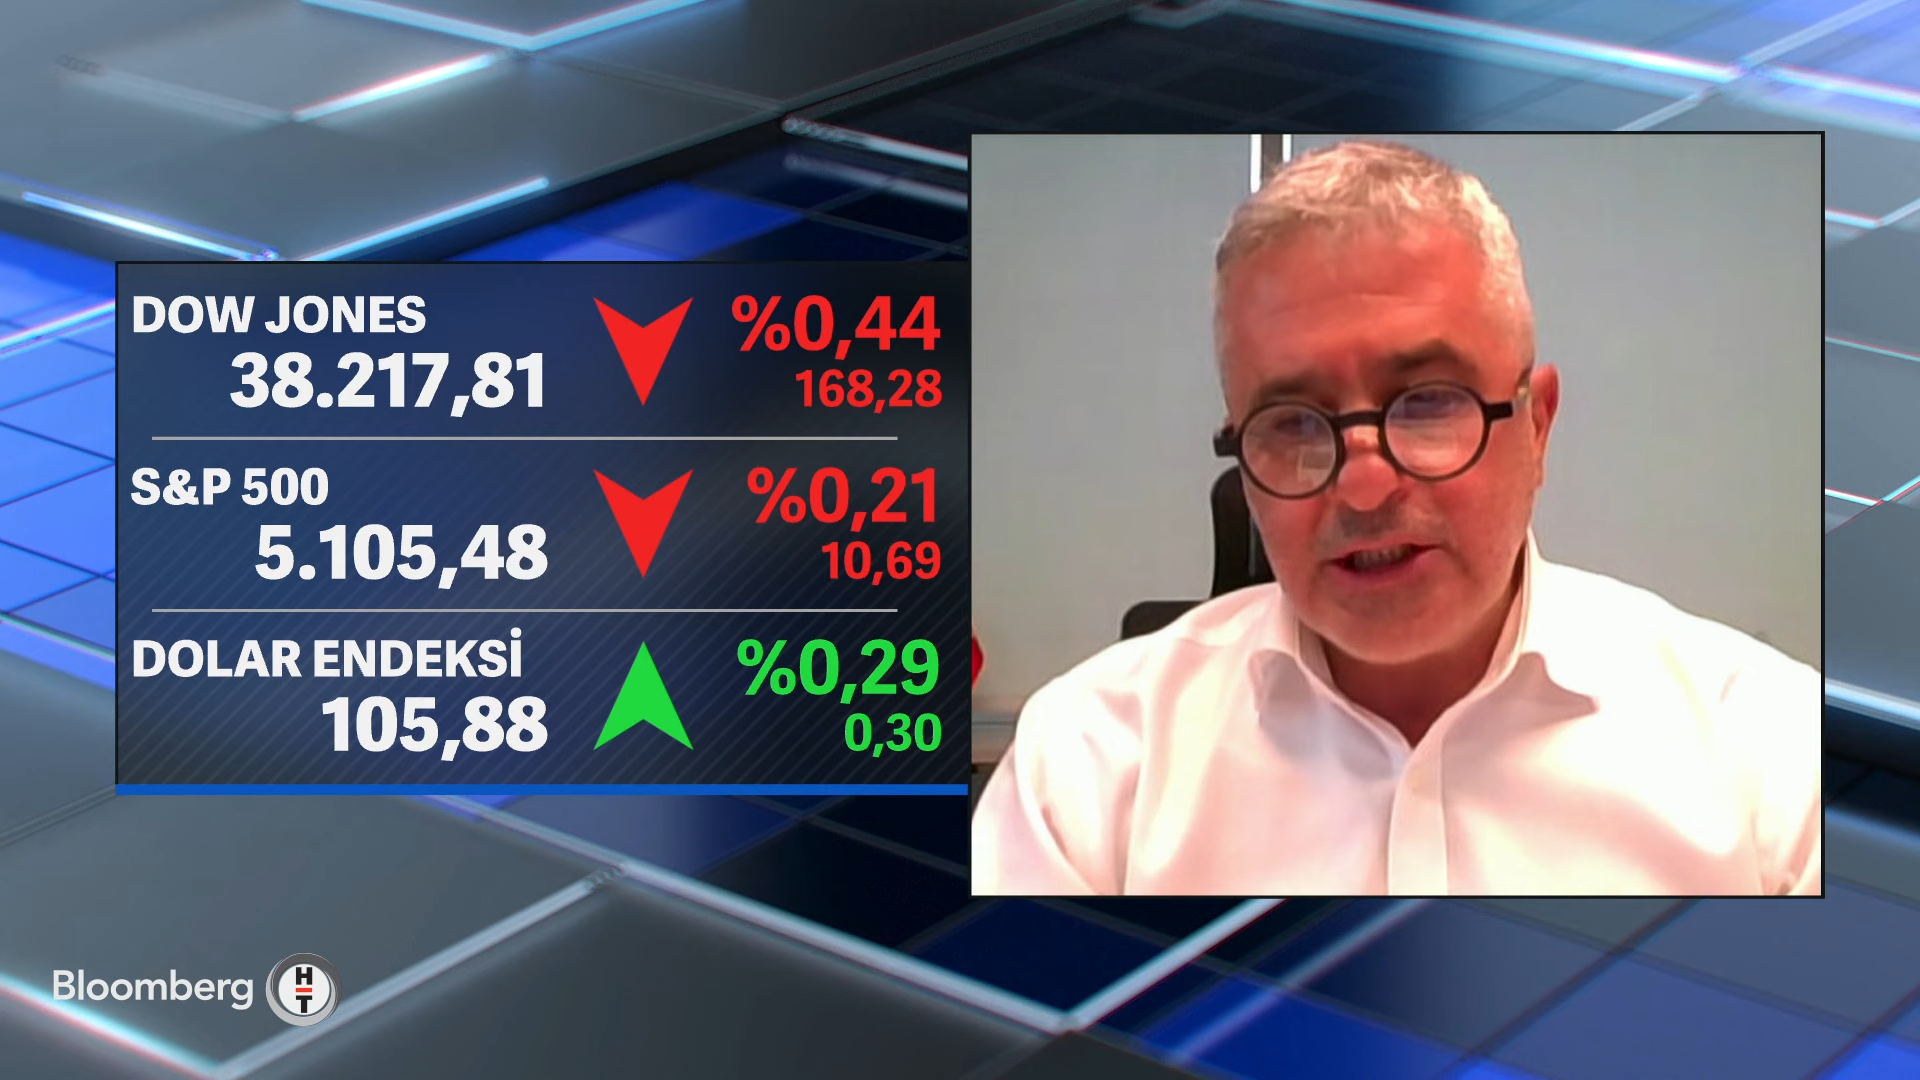 DOW JONES
38.217,81
%0,44
168,28
S&P 500
5.105,48
%0,21
10,69
DOLAR ENDEKSİ
105,88
%0,29
0,30
Bloomberg HT